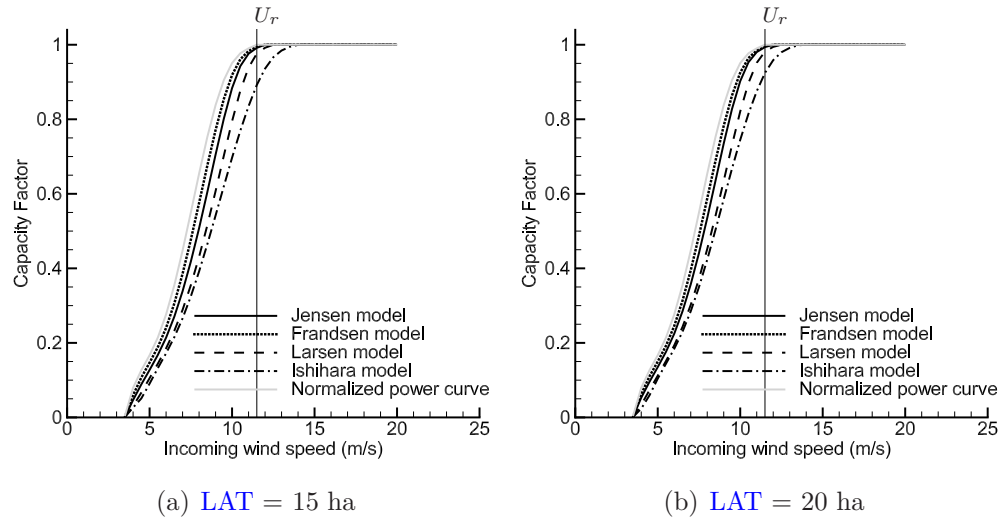 U_r
Capacity Factor
1
0.8
0.6
0.4
0.2
0
Jensen model
Frandsen model
Larsen model
Ishihara model
Normalized power curve
0 5 10 15 20 25
Incoming wind speed (m/s)
(a) LAT = 15 ha
U_r
Capacity Factor
1
0.8
0.6
0.4
0.2
0
Jensen model
Frandsen model
Larsen model
Ishihara model
Normalized power curve
0 5 10 15 20 25
Incoming wind speed (m/s)
(b) LAT = 20 ha